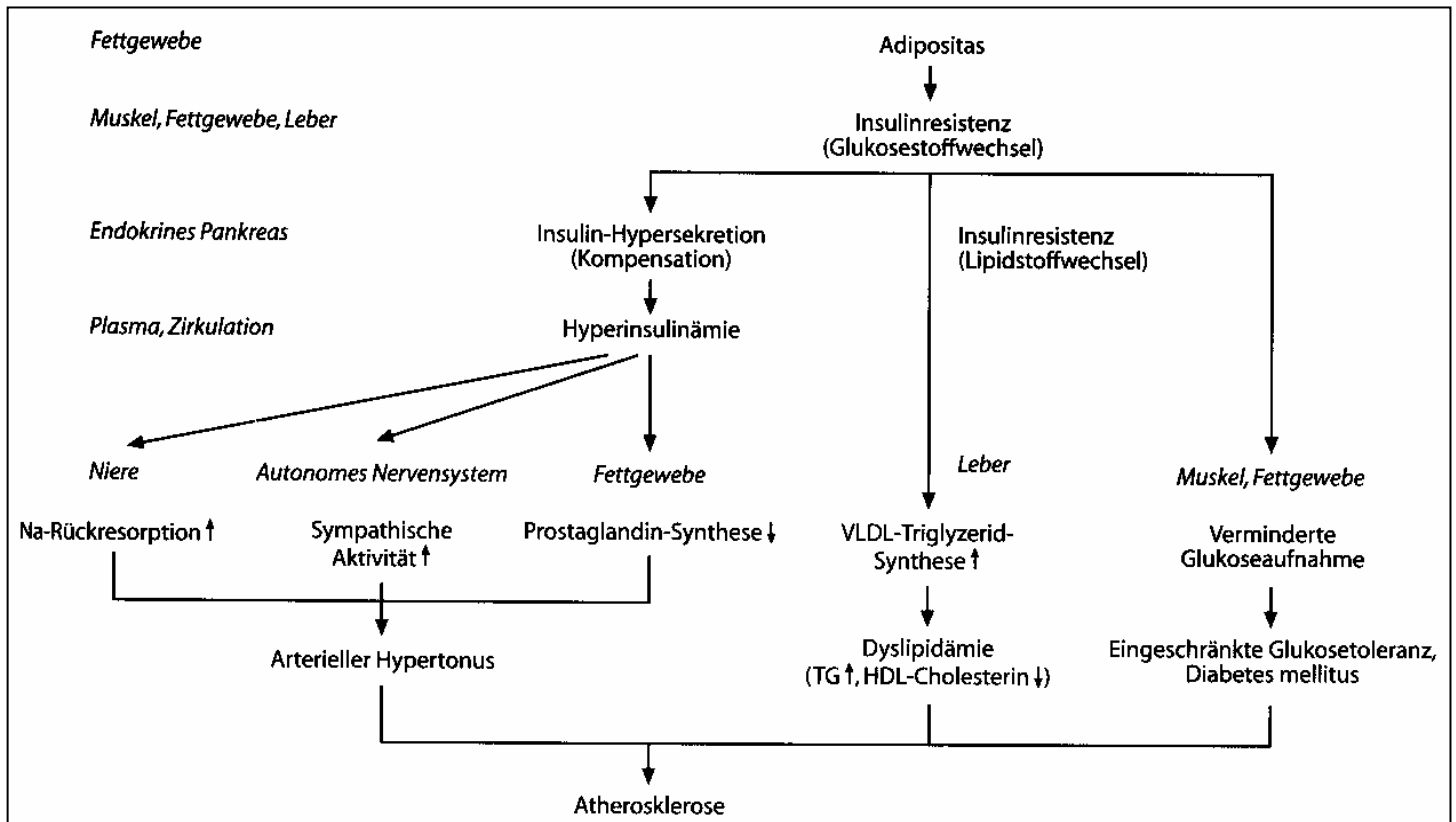 Fettgewebe
Adipositas
Muskel, Fettgewebe, Leber
Insulinresistenz
(Glukosestoffwechsel)
Endokrines Pankreas
Insulin-Hypersekretion
(Kompensation)
Insulinresistenz
(Lipidstoffwechsel)
Plasma, Zirkulation
Hyperinsulinämie
Niere
Autonomes Nervensystem
Fettgewebe
Leber
Muskel, Fettgewebe
Na-Rückresorption ↑
Sympathische
Aktivität ↑
Prostaglandin-Synthese ↓
VLDL-Triglyzerid-
Synthese ↑
Verminderte
Glukoseaufnahme
Arterieller Hypertonus
Dyslipidämie
(TG ↑, HDL-Cholesterin ↓)
Eingeschränkte Glukosetoleranz,
Diabetes mellitus
Atherosklerose